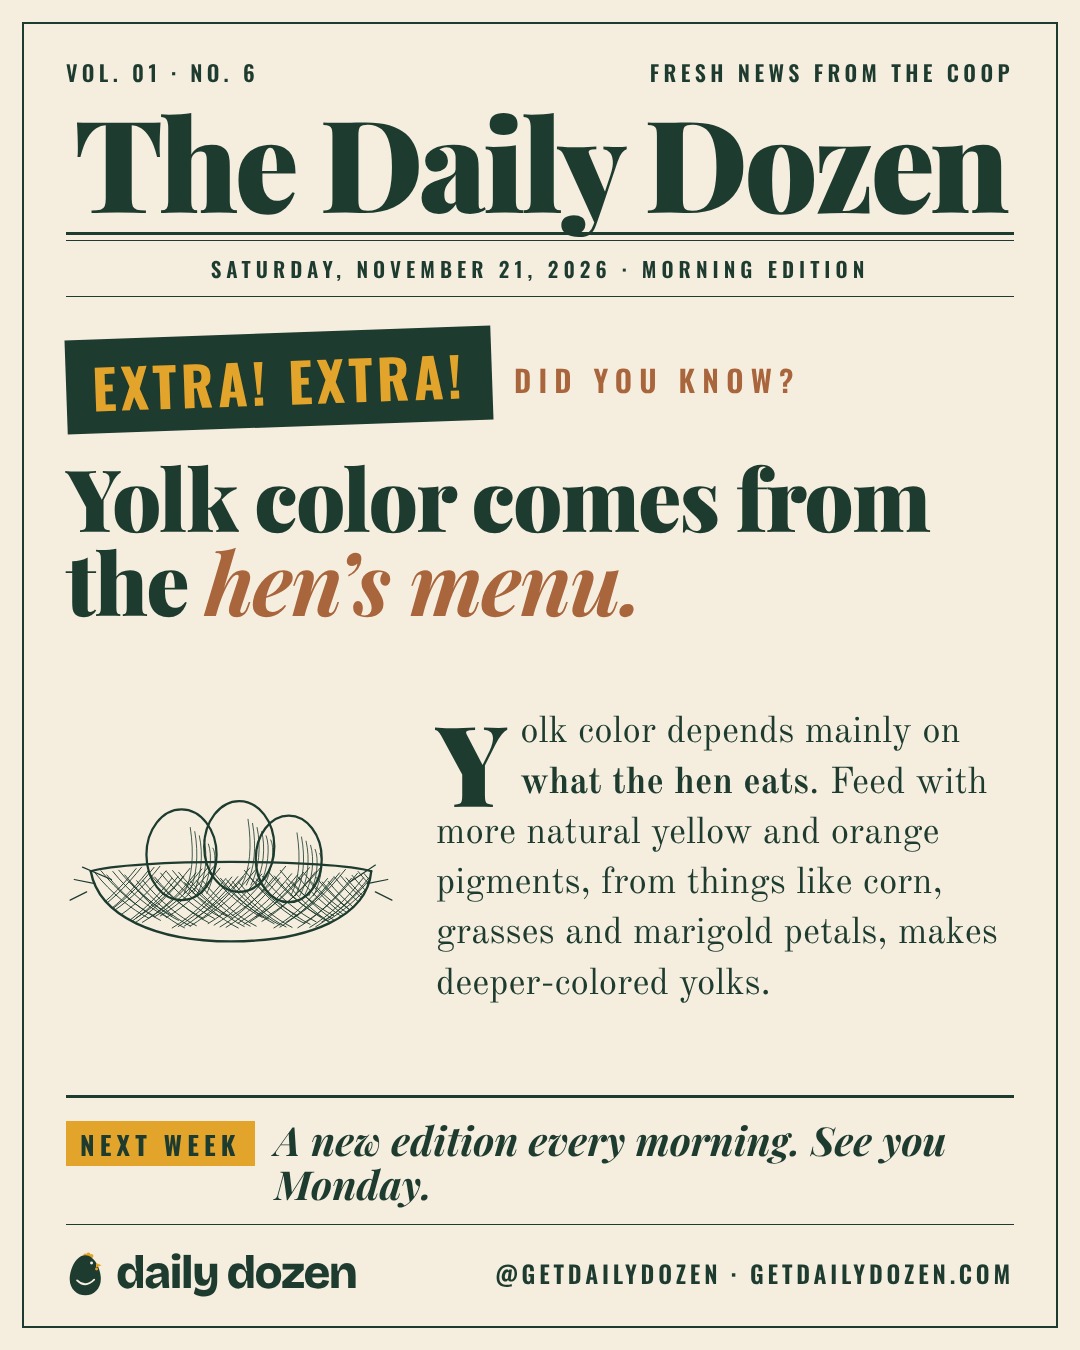 VOL. 01 · NO. 6
FRESH NEWS FROM THE COOP
The Daily Dozen
SATURDAY, NOVEMBER 21, 2026 · MORNING EDITION
EXTRA! EXTRA!
DID YOU KNOW?
Yolk color comes from
the hen’s menu.
Yolk color depends mainly on
what the hen eats. Feed with
more natural yellow and orange
pigments, from things like corn,
grasses and marigold petals, makes
deeper-colored yolks.
NEXT WEEK
A new edition every morning. See you
Monday.
daily dozen
@GETDAILYDOZEN · GETDAILYDOZEN.COM